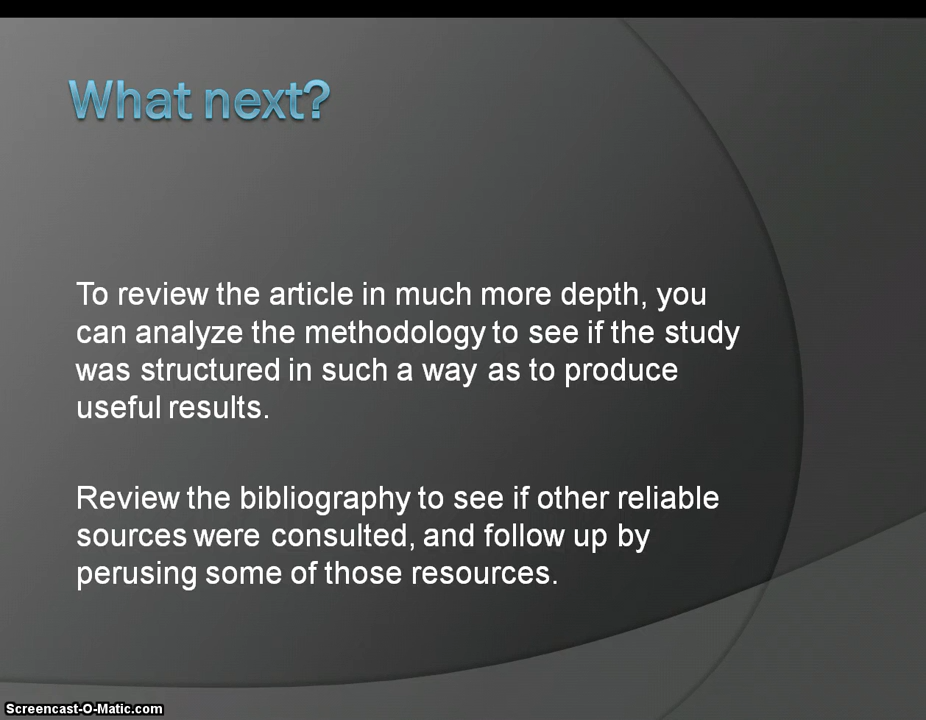 What next?
To review the article in much more depth, you
can analyze the methodology to see if the study
was structured in such a way as to produce
useful results.
Review the bibliography to see if other reliable
sources were consulted, and follow up by
perusing some of those resources.
Screencast-O-Matic.com